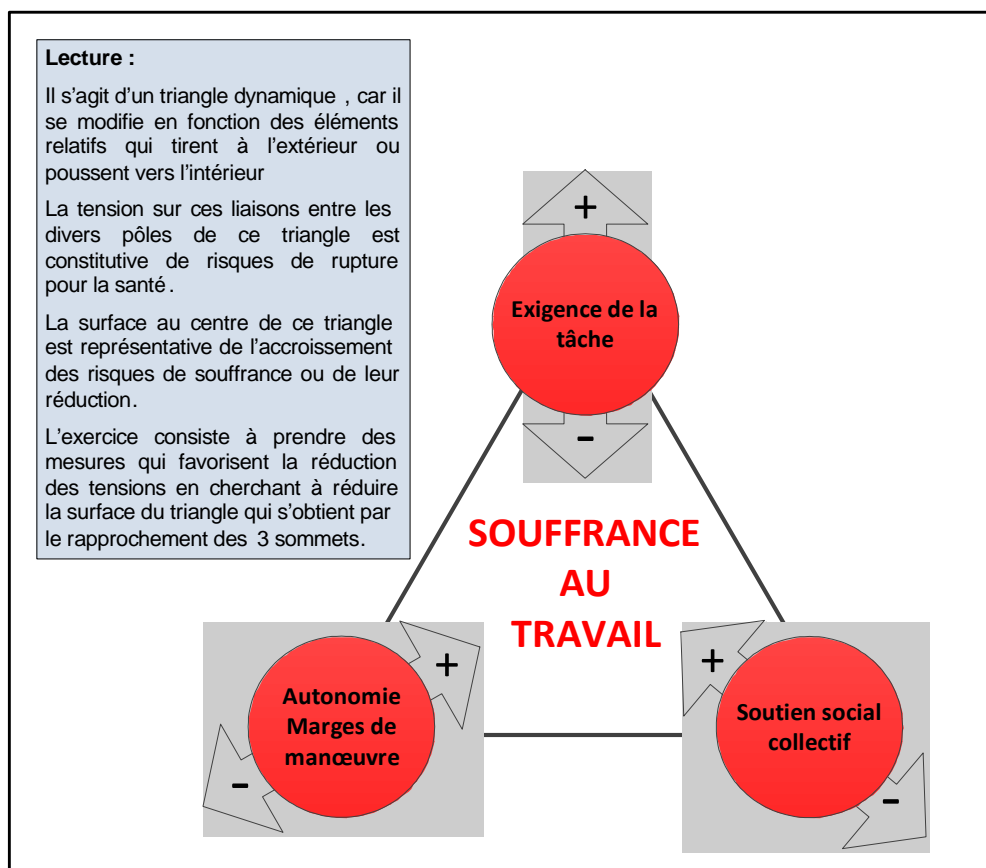 Lecture :
Il s’agit d’un triangle dynamique , car il
se modifie en fonction des éléments
relatifs qui tirent à l’extérieur ou
poussent vers l’intérieur
La tension sur ces liaisons entre les
divers pôles de ce triangle est
constitutive de risques de rupture
pour la santé .
La surface au centre de ce triangle
est représentative de l’accroissement
des risques de souffrance ou de leur
réduction.
L’exercice consiste à prendre des
mesures qui favorisent la réduction
des tensions en cherchant à réduire
la surface du triangle qui s’obtient par
le rapprochement des 3 sommets.
+
Exigence de la
tâche
-
SOUFFRANCE
AU
TRAVAIL
+
Autonomie
Marges de
manœuvre
-
+
Soutien social
collectif
-